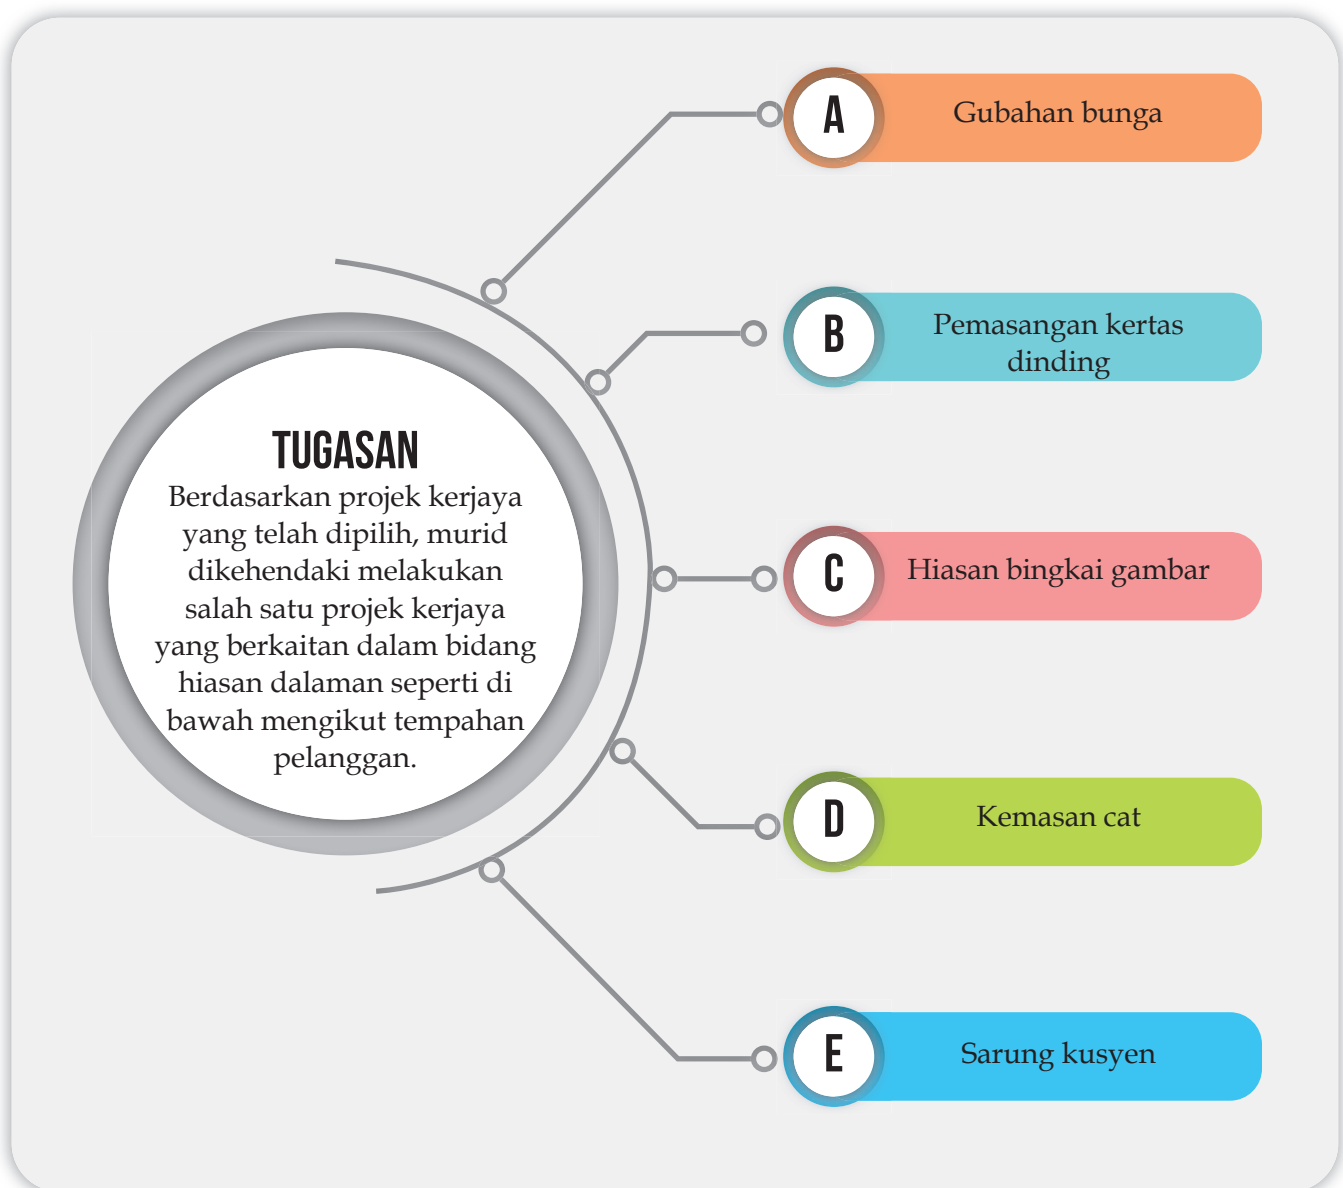 TUGASAN
Berdasarkan projek kerjaya
yang telah dipilih, murid
dikehendaki melakukan
salah satu projek kerjaya
yang berkaitan dalam bidang
hiasan dalaman seperti di
bawah mengikut tempahan
pelanggan.
A
Gubahan bunga
B
Pemasangan kertas
dinding
C
Hiasan bingkai gambar
D
Kemasan cat
E
Sarung kusyen